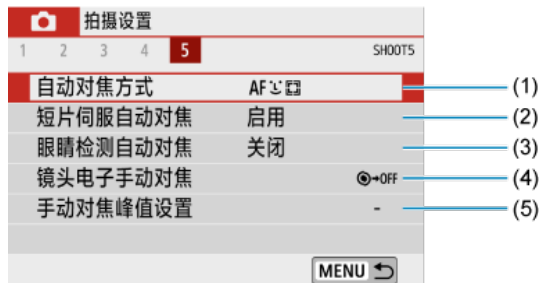 拍摄设置
1 2 3 4 5 SHOOT5
自动对焦方式 AF (1)
短片伺服自动对焦 启用 (2)
眼睛检测自动对焦 关闭 (3)
镜头电子手动对焦 →OFF (4)
手动对焦峰值设置 - (5)
MENU